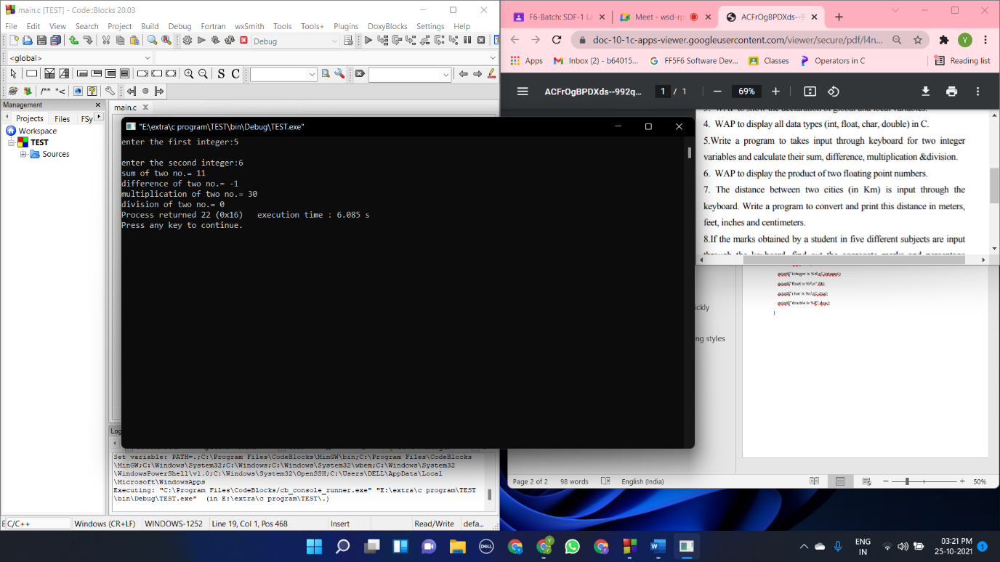 main.c [TEST] - Code::Blocks 20.03
File Edit View Search Project Build Debug Fortran wxSmith Tools Tools+ Plugins DoxyBlocks Settings Help
Debug
<global>
S C
/** *<
Management
Projects Files FSy
Workspace
TEST
Sources
main.c
"E:\extra\c program\TEST\bin\Debug\TEST.exe"
enter the first integer:5
enter the second integer:6
sum of two no.= 11
difference of two no.= -1
multiplication of two no.= 30
division of two no.= 0
Process returned 22 (0x16) execution time : 6.085 s
Press any key to continue.
Set variable: PATH=.;C:\Program Files\CodeBlocks\MinGW\bin;C:\Program Files\CodeBlocks
\MinGW;C:\Windows\System32;C:\Windows;C:\Windows\System32\wbem;C:\Windows\System32
\WindowsPowerShell\v1.0;C:\Windows\System32\OpenSSH;C:\Users\DELL\AppData\Local
\Microsoft\WindowsApps
Executing: "C:\Program Files\CodeBlocks/cb_console_runner.exe" "E:\extra\c program\TEST
\bin\Debug\TEST.exe" (in E:\extra\c program\TEST\.)
C/C++ Windows (CR+LF) WINDOWS-1252 Line 19, Col 1, Pos 468 Insert Read/Write defa...
F6-Batch: SDF-1 La
Meet - wsd-rp
ACFrOgBPDXds--9
doc-10-1c-apps-viewer.googleusercontent.com/viewer/secure/pdf/l4n...
Y
Apps Inbox (2) - b64015... FF5F6 Software Dev... Classes Operators in C Reading list
ACFrOgBPDXds--992q... 1 / 1 69%
3. WAP to show the declaration of global and local variables.
4. WAP to display all data types (int, float, char, double) in C.
5.Write a program to takes input through keyboard for two integer
variables and calculate their sum, difference, multiplication &division.
6. WAP to display the product of two floating point numbers.
7. The distance between two cities (in Km) is input through the
keyboard. Write a program to convert and print this distance in meters,
feet, inches and centimeters.
8.If the marks obtained by a student in five different subjects are input
through the keyboard, find out the aggregate marks and percentage
ickly
ng styles
}
Page 2 of 2 98 words English (India) 50%
DELL
ENG
IN
03:21 PM
25-10-2021
1